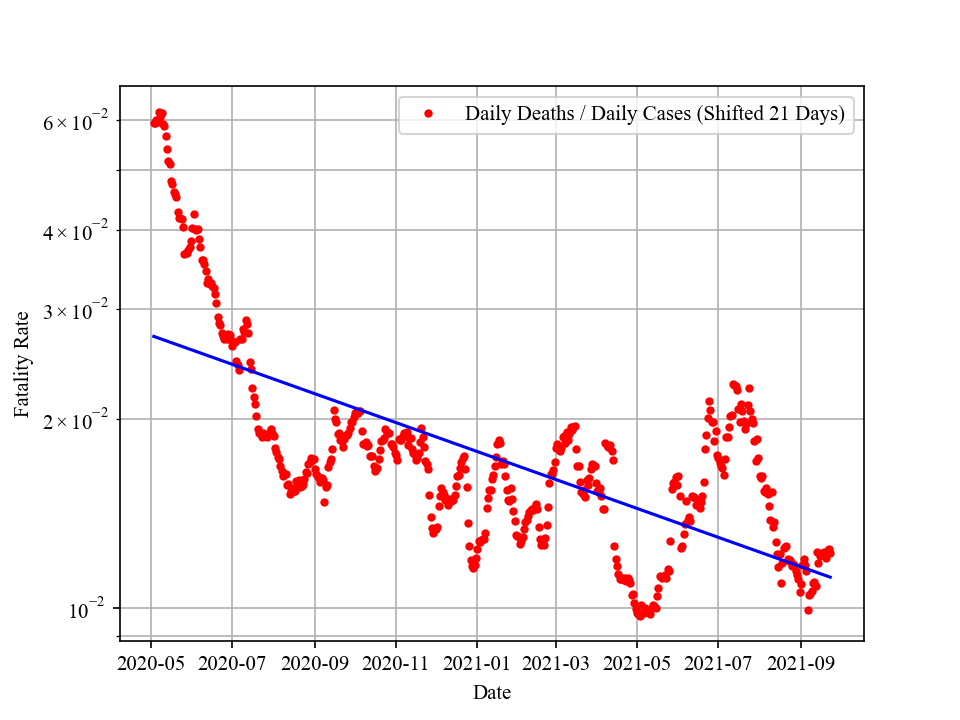 Daily Deaths / Daily Cases (Shifted 21 Days)
6 × 10⁻²
4 × 10⁻²
3 × 10⁻²
2 × 10⁻²
10⁻²
Fatality Rate
2020-05 2020-07 2020-09 2020-11 2021-01 2021-03 2021-05 2021-07 2021-09
Date